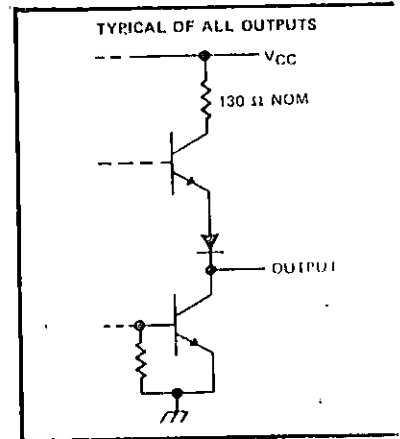 TYPICAL OF ALL OUTPUTS
VCC
130 Ω NOM
OUTPUT